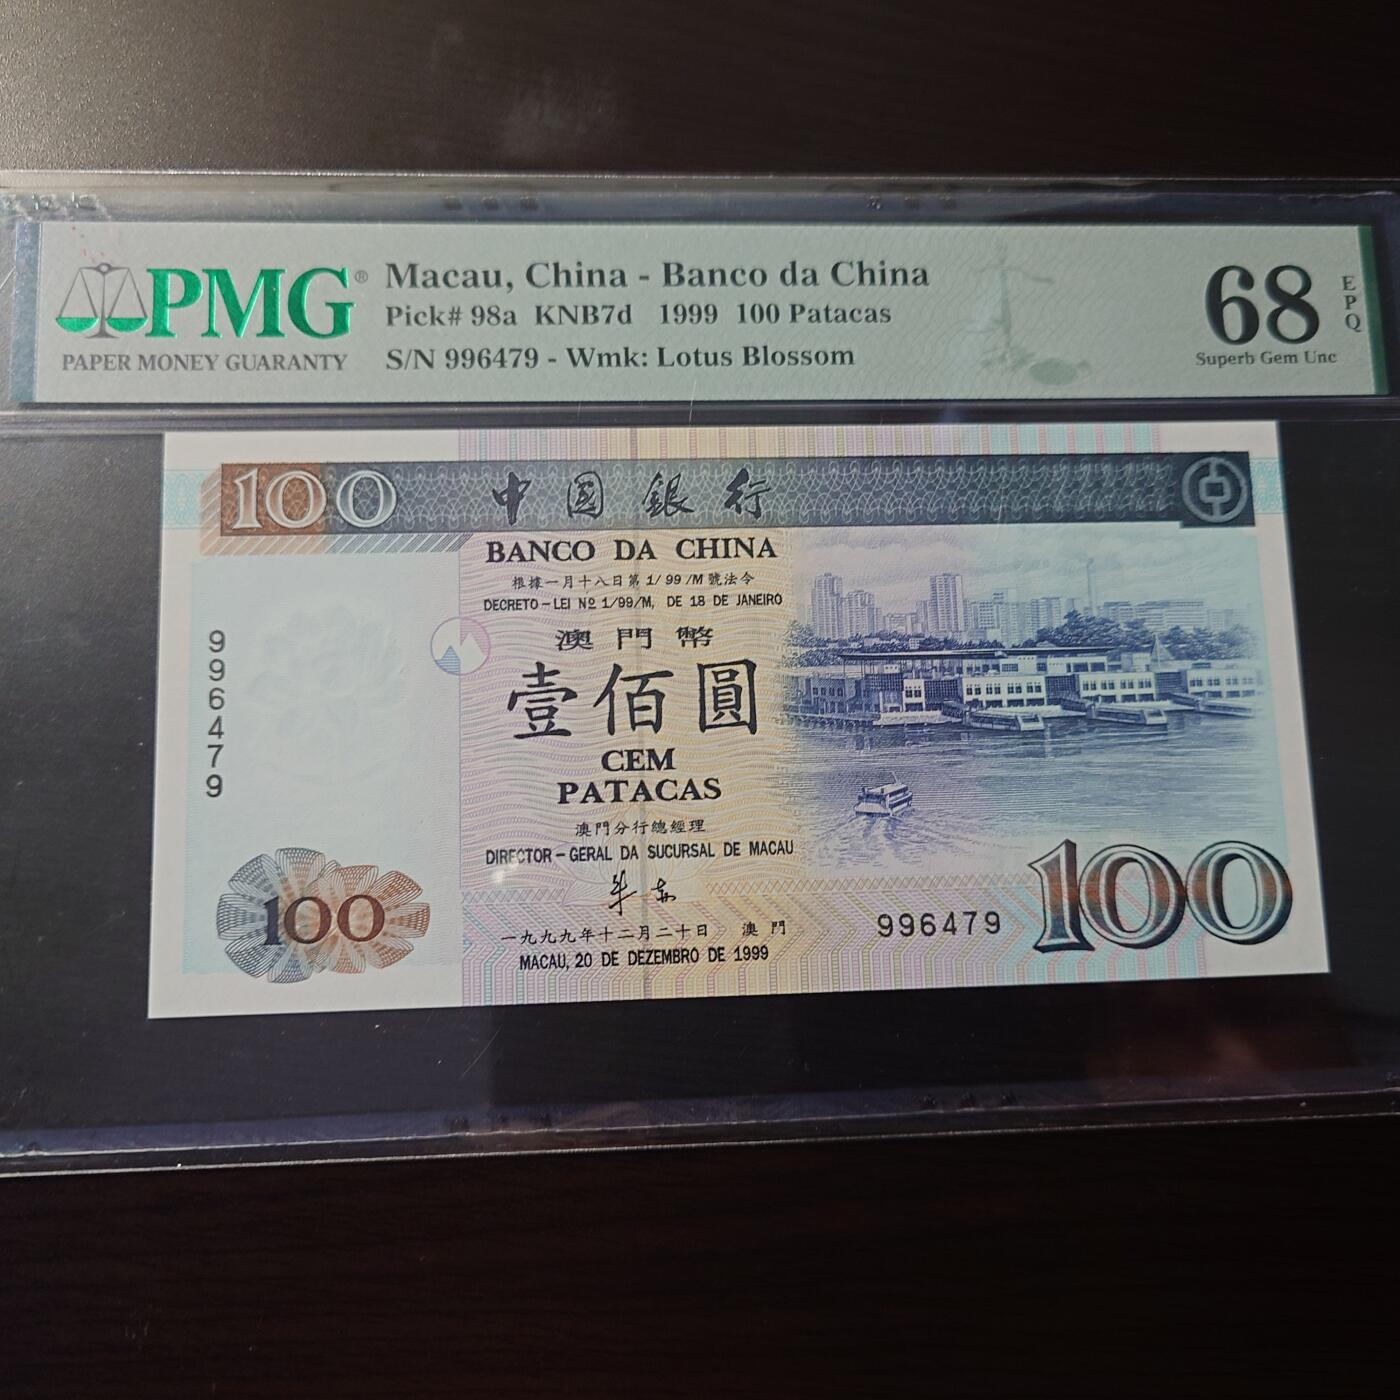 PMG®
PAPER MONEY GUARANTY
Macau, China - Banco da China
Pick# 98a KNB7d 1999 100 Patacas
S/N 996479 - Wmk: Lotus Blossom
68
EPQ
Superb Gem Unc
100
中國銀行
BANCO DA CHINA
根據一月十八日第1/99/M號法令
DECRETO-LEI Nº 1/99/M, DE 18 DE JANEIRO
996479
澳門幣
壹佰圓
CEM
PATACAS
澳門分行總經理
DIRECTOR-GERAL DA SUCURSAL DE MACAU
100
一九九九年十二月二十日 澳門
MACAU, 20 DE DEZEMBRO DE 1999
996479
100